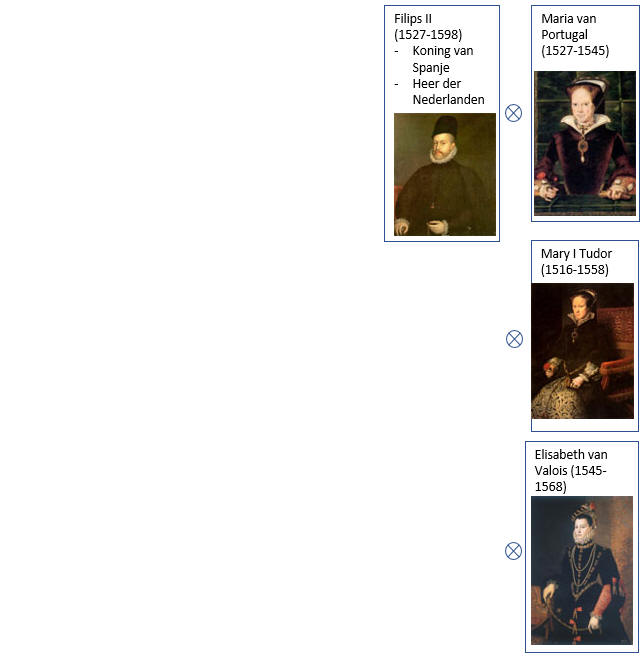 Filips II
(1527-1598)
- Koning van
Spanje
- Heer der
Nederlanden
Maria van
Portugal
(1527-1545)
Mary I Tudor
(1516-1558)
Elisabeth van
Valois (1545-
1568)